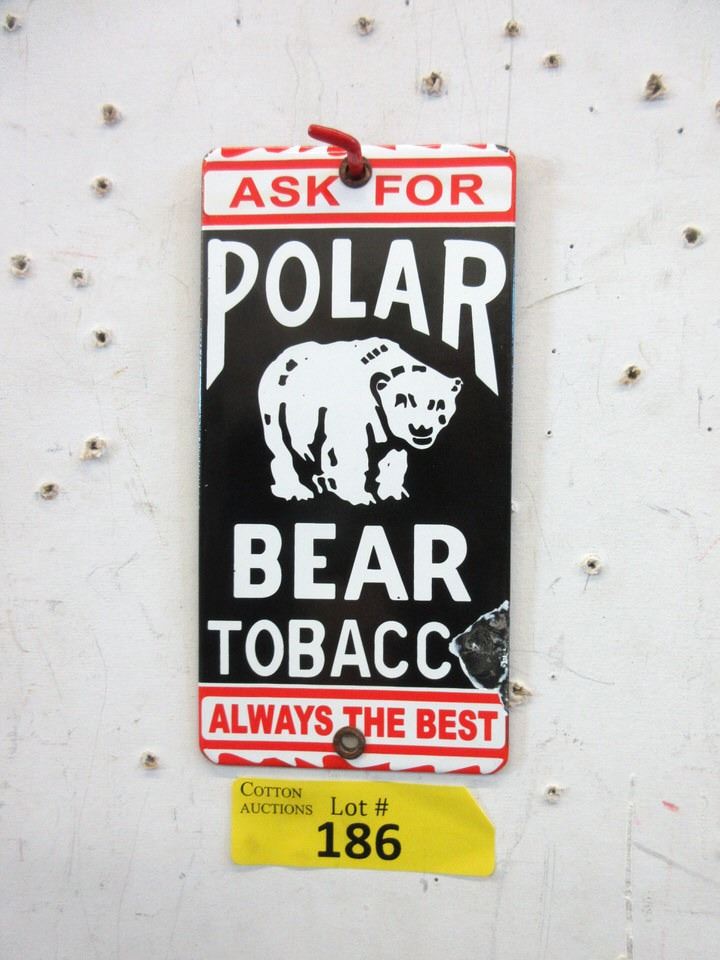 ASK FOR
POLAR
BEAR
TOBACC
ALWAYS THE BEST
COTTON
AUCTIONS Lot #
186